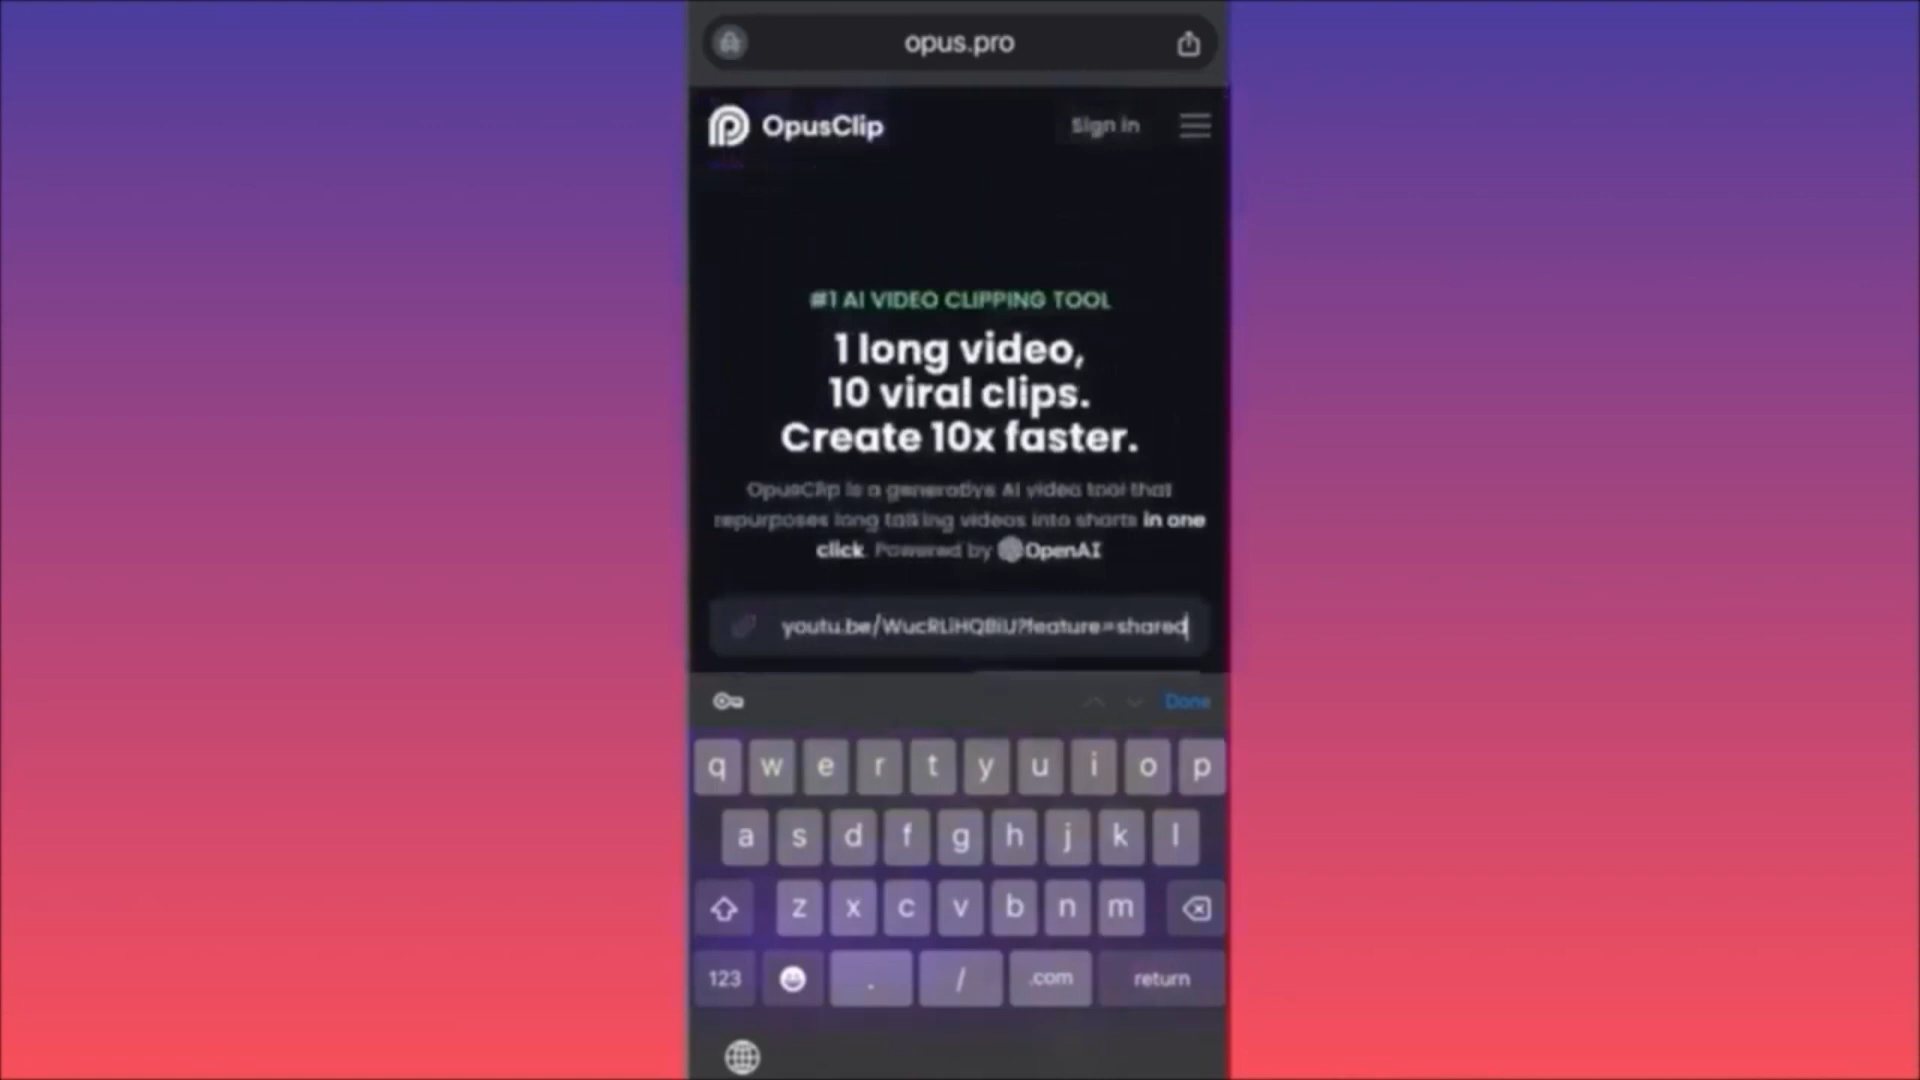 opus.pro
OpusClip
Sign in
#1 AI VIDEO CLIPPING TOOL
1 long video,
10 viral clips.
Create 10x faster.
OpusClip is a generative AI video tool that
repurposes long talking videos into shorts in one
click. Powered by OpenAI
youtu.be/WucRLiHQBiU?feature=shared
Done
q w e r t y u i o p
a s d f g h j k l
z x c v b n m
123 . / .com return